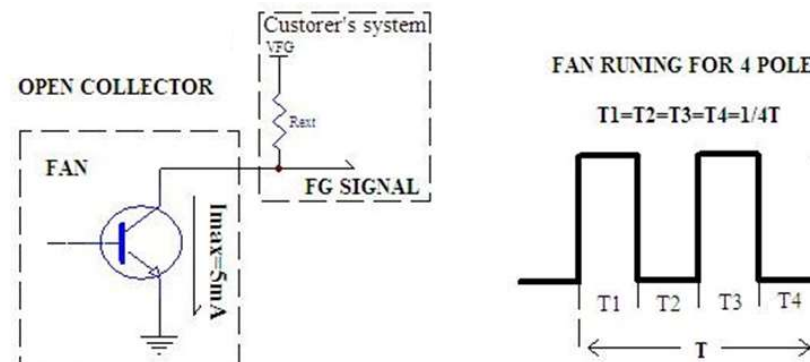 Custorer's system
VFG
OPEN COLLECTOR
Rext
FAN
FG SIGNAL
Imax=5mA
FAN RUNING FOR 4 POLE
T1=T2=T3=T4=1/4T
T1 T2 T3 T4
T